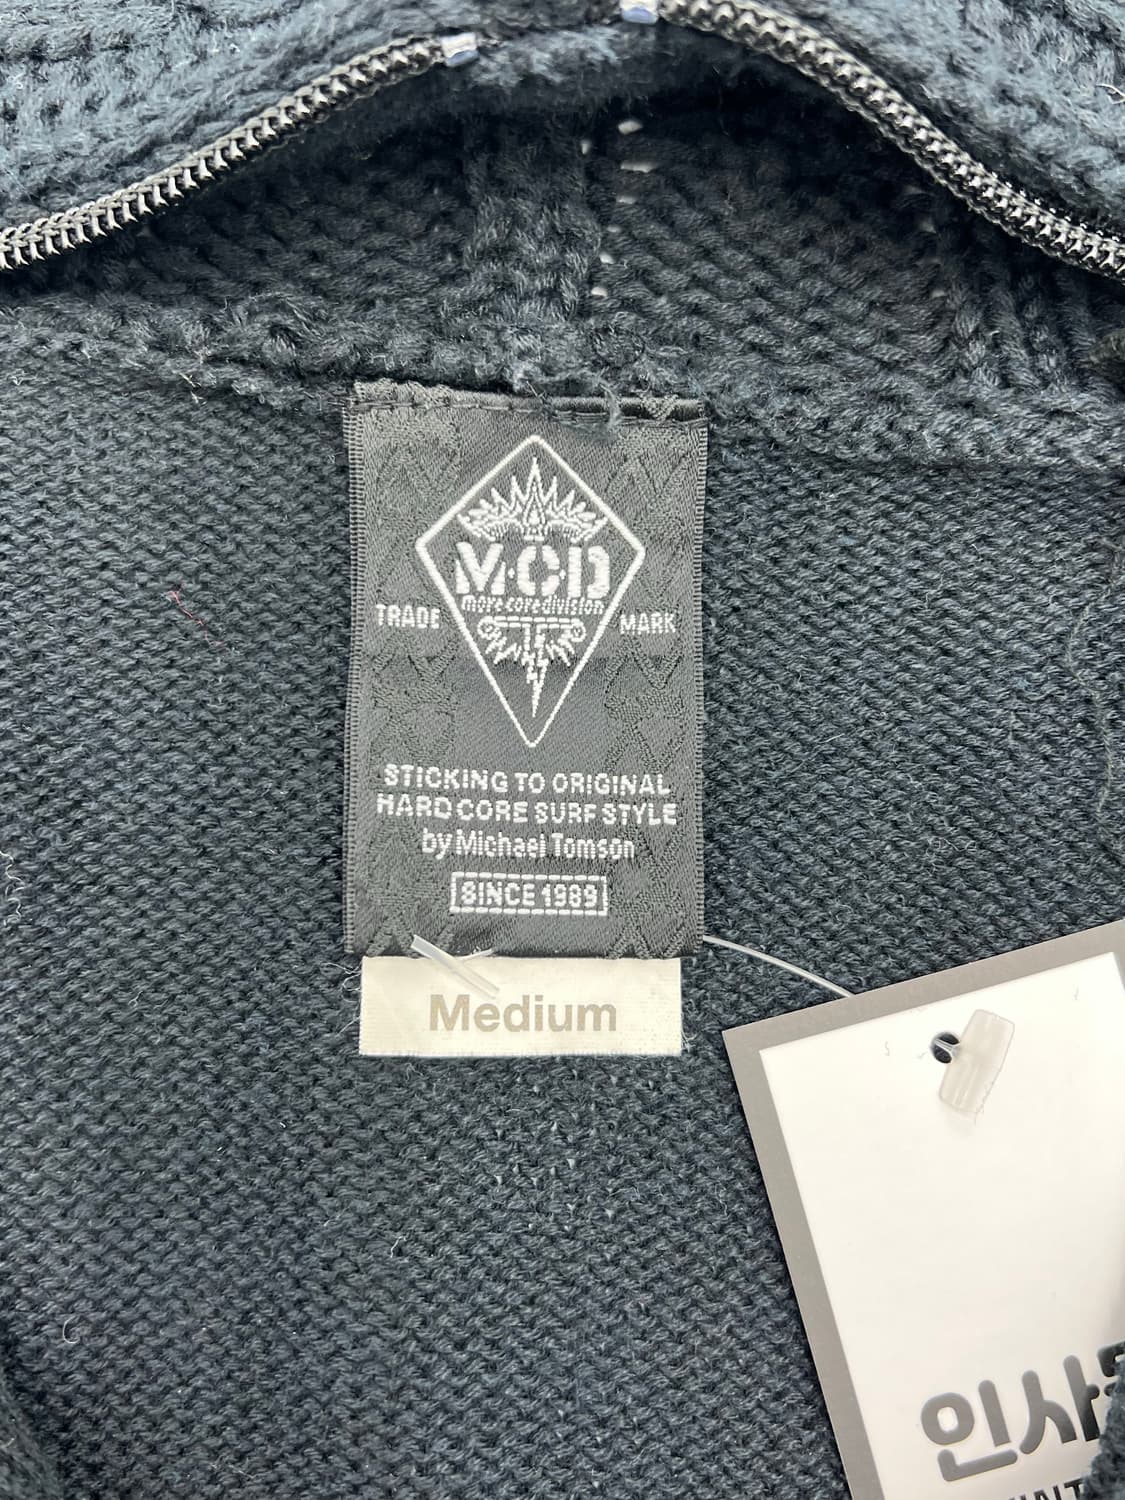 M·C·D
more core division
TRADE MARK
STICKING TO ORIGINAL
HARD CORE SURF STYLE
by Michael Tomson
SINCE 1989
Medium
인사